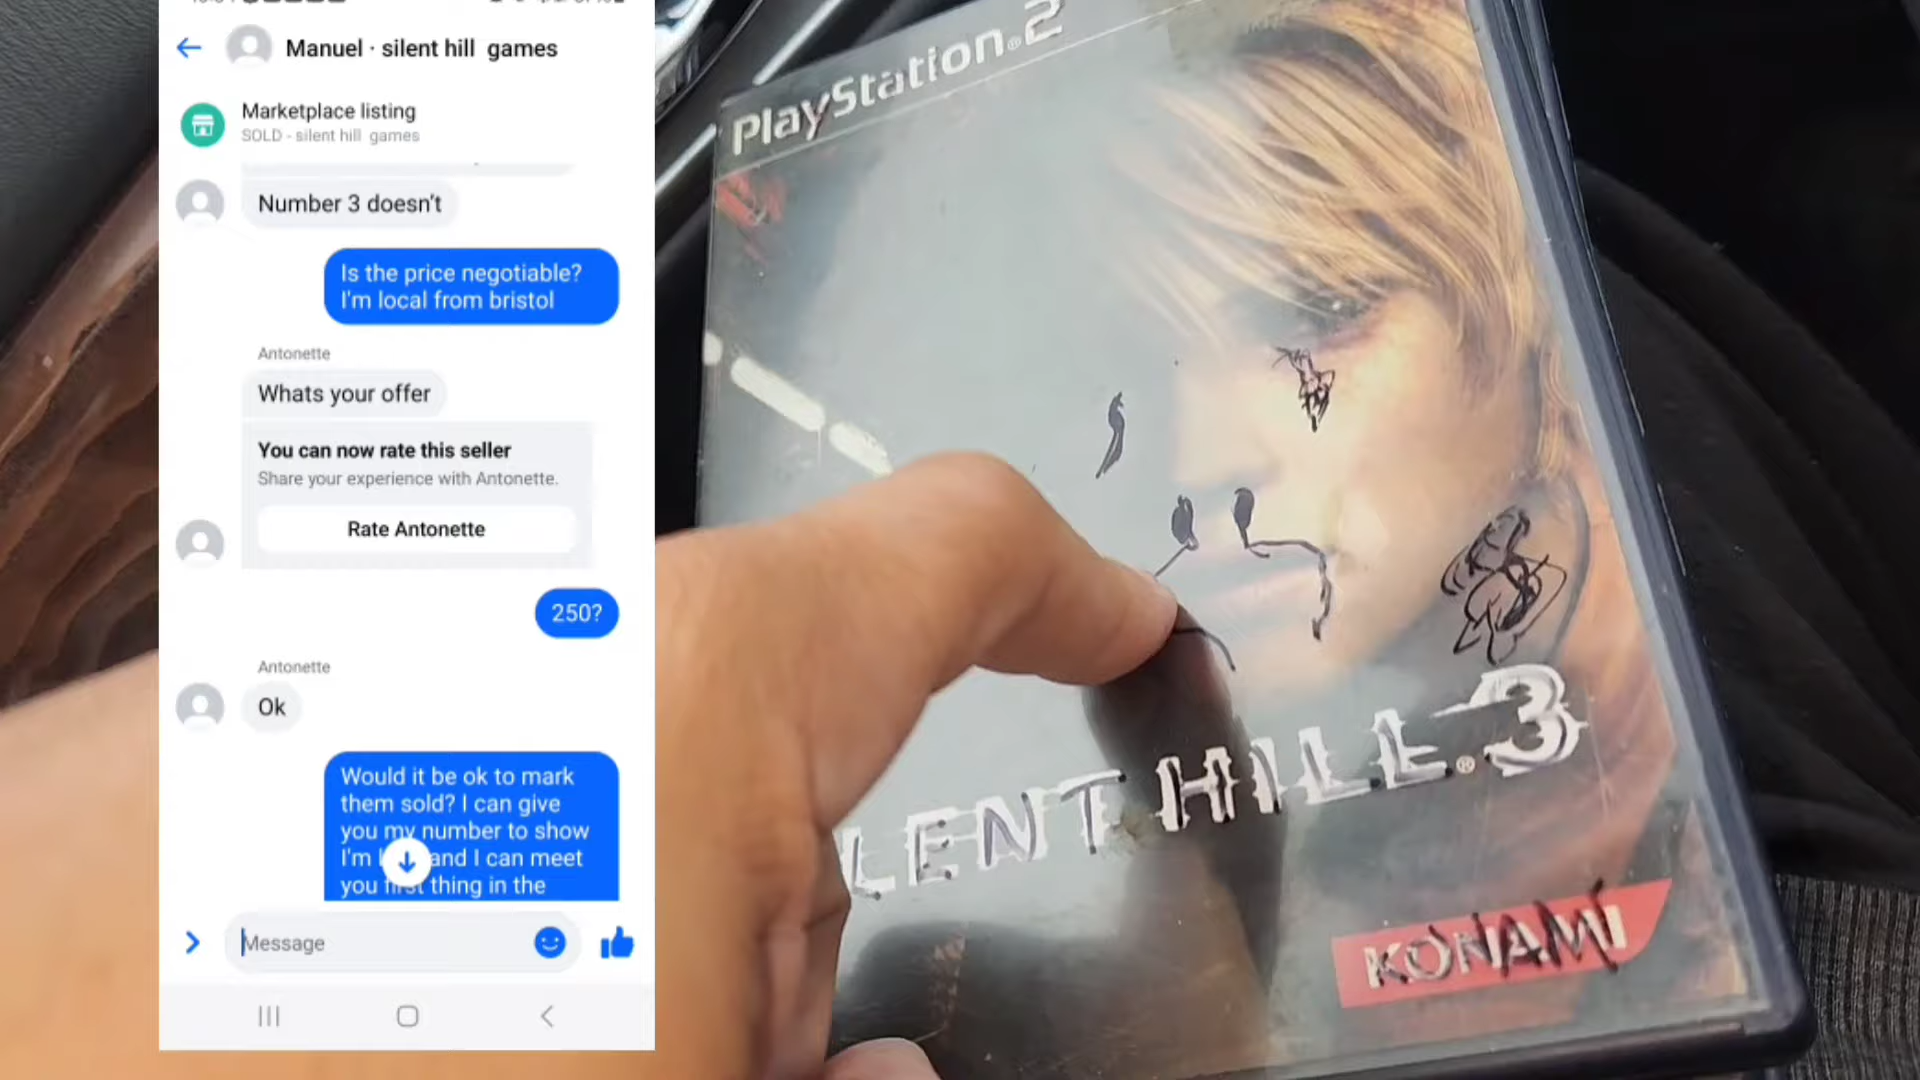 Manuel · silent hill games
Marketplace listing
SOLD - silent hill games
Number 3 doesn't
Is the price negotiable?
I'm local from bristol
Antonette
Whats your offer
You can now rate this seller
Share your experience with Antonette.
Rate Antonette
250?
Antonette
Ok
Would it be ok to mark
them sold? I can give
you my number to show
I'm and I can meet
you first thing in the
Message
PlayStation®2
LENT HILL®3
KONAMI